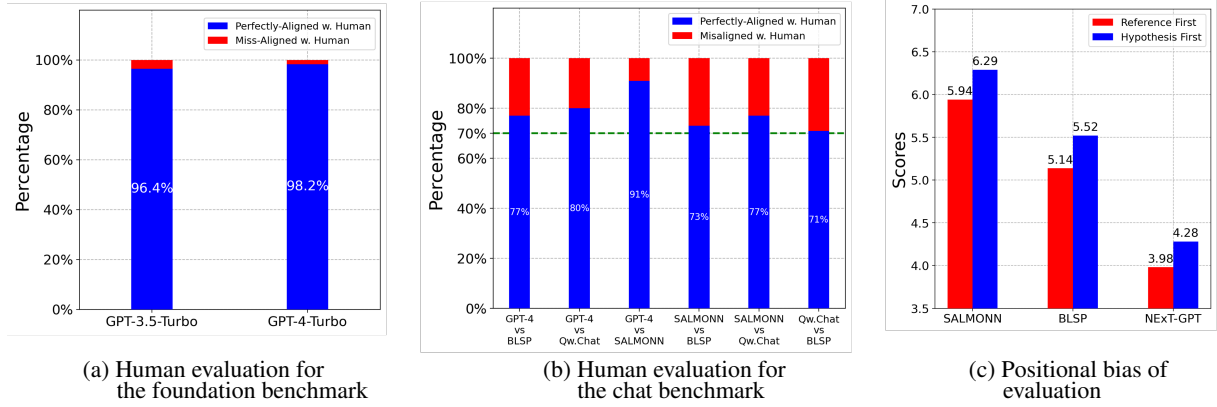 Perfectly-Aligned w. Human
Miss-Aligned w. Human
Percentage
100%
80%
60%
40%
20%
0%
96.4%
98.2%
GPT-3.5-Turbo
GPT-4-Turbo
(a) Human evaluation for
the foundation benchmark
Perfectly-Aligned w. Human
Misaligned w. Human
Percentage
100%
80%
70%
60%
40%
20%
0%
77%
80%
91%
73%
77%
71%
GPT-4
vs
BLSP
GPT-4
vs
Qw.Chat
GPT-4
vs
SALMONN
SALMONN
vs
BLSP
SALMONN
vs
Qw.Chat
Qw.Chat
vs
BLSP
(b) Human evaluation for
the chat benchmark
Reference First
Hypothesis First
Scores
7.0
6.5
6.0
5.5
5.0
4.5
4.0
3.5
5.94
6.29
5.14
5.52
3.98
4.28
SALMONN
BLSP
NExT-GPT
(c) Positional bias of
evaluation